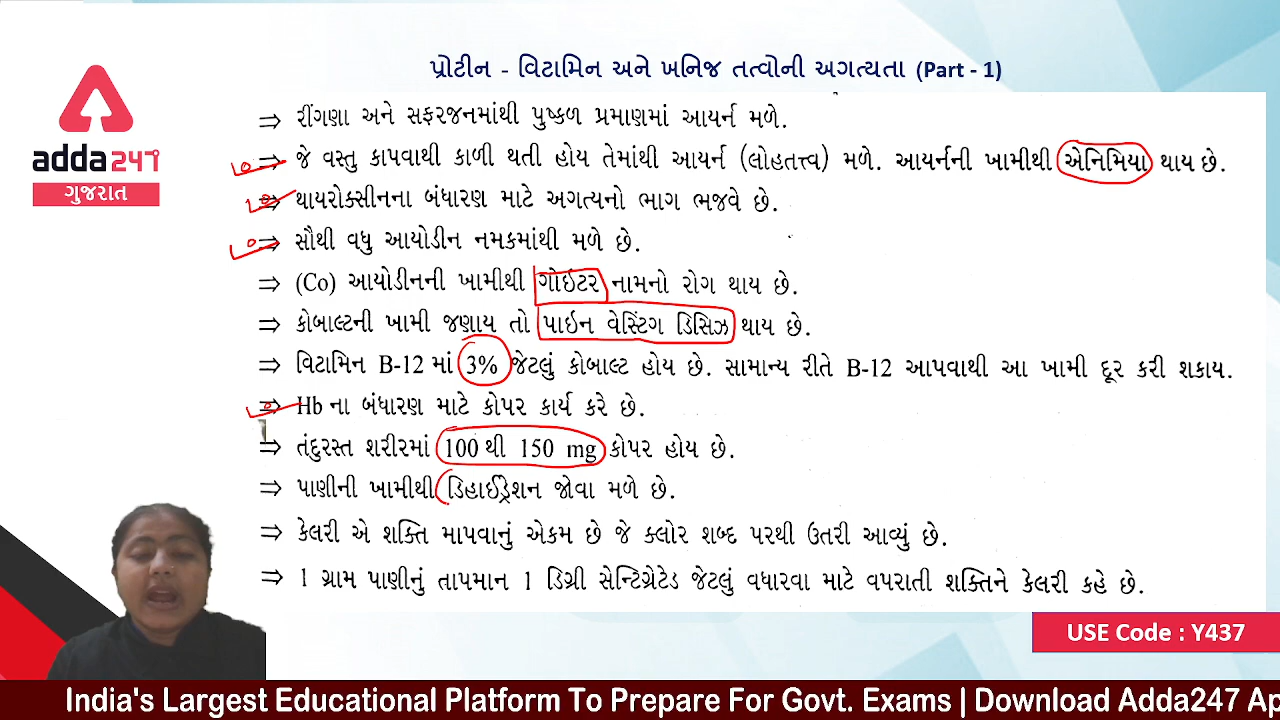 પ્રોટીન - વિટામિન અને ખનિજ તત્વોની અગત્યતા (Part - 1)
adda247
ગુજરાત
⇒ રીંગણા અને સફરજનમાંથી પુષ્કળ પ્રમાણમાં આયર્ન મળે.
⇒ જે વસ્તુ કાપવાથી કાળી થતી હોય તેમાંથી આયર્ન (લોહતત્ત્વ) મળે. આયર્નની ખામીથી એનિમિયા થાય છે.
⇒ થાયરોક્સીનના બંધારણ માટે અગત્યનો ભાગ ભજવે છે.
⇒ સૌથી વધુ આયોડીન નમકમાંથી મળે છે.
⇒ (Co) આયોડીનની ખામીથી ગોઇટર નામનો રોગ થાય છે.
⇒ કોબાલ્ટની ખામી જણાય તો પાઇન વેસ્ટિંગ ડિસિઝ થાય છે.
⇒ વિટામિન B-12 માં 3% જેટલું કોબાલ્ટ હોય છે. સામાન્ય રીતે B-12 આપવાથી આ ખામી દૂર કરી શકાય.
⇒ Hb ના બંધારણ માટે કોપર કાર્ય કરે છે.
⇒ તંદુરસ્ત શરીરમાં 100 થી 150 mg કોપર હોય છે.
⇒ પાણીની ખામીથી ડિહાઈડ્રેશન જોવા મળે છે.
⇒ કેલરી એ શક્તિ માપવાનું એકમ છે જે ક્લોર શબ્દ પરથી ઉતરી આવ્યું છે.
⇒ 1 ગ્રામ પાણીનું તાપમાન 1 ડિગ્રી સેન્ટિગ્રેટેડ જેટલું વધારવા માટે વપરાતી શક્તિને કેલરી કહે છે.
USE Code : Y437
India's Largest Educational Platform To Prepare For Govt. Exams | Download Adda247 Ap